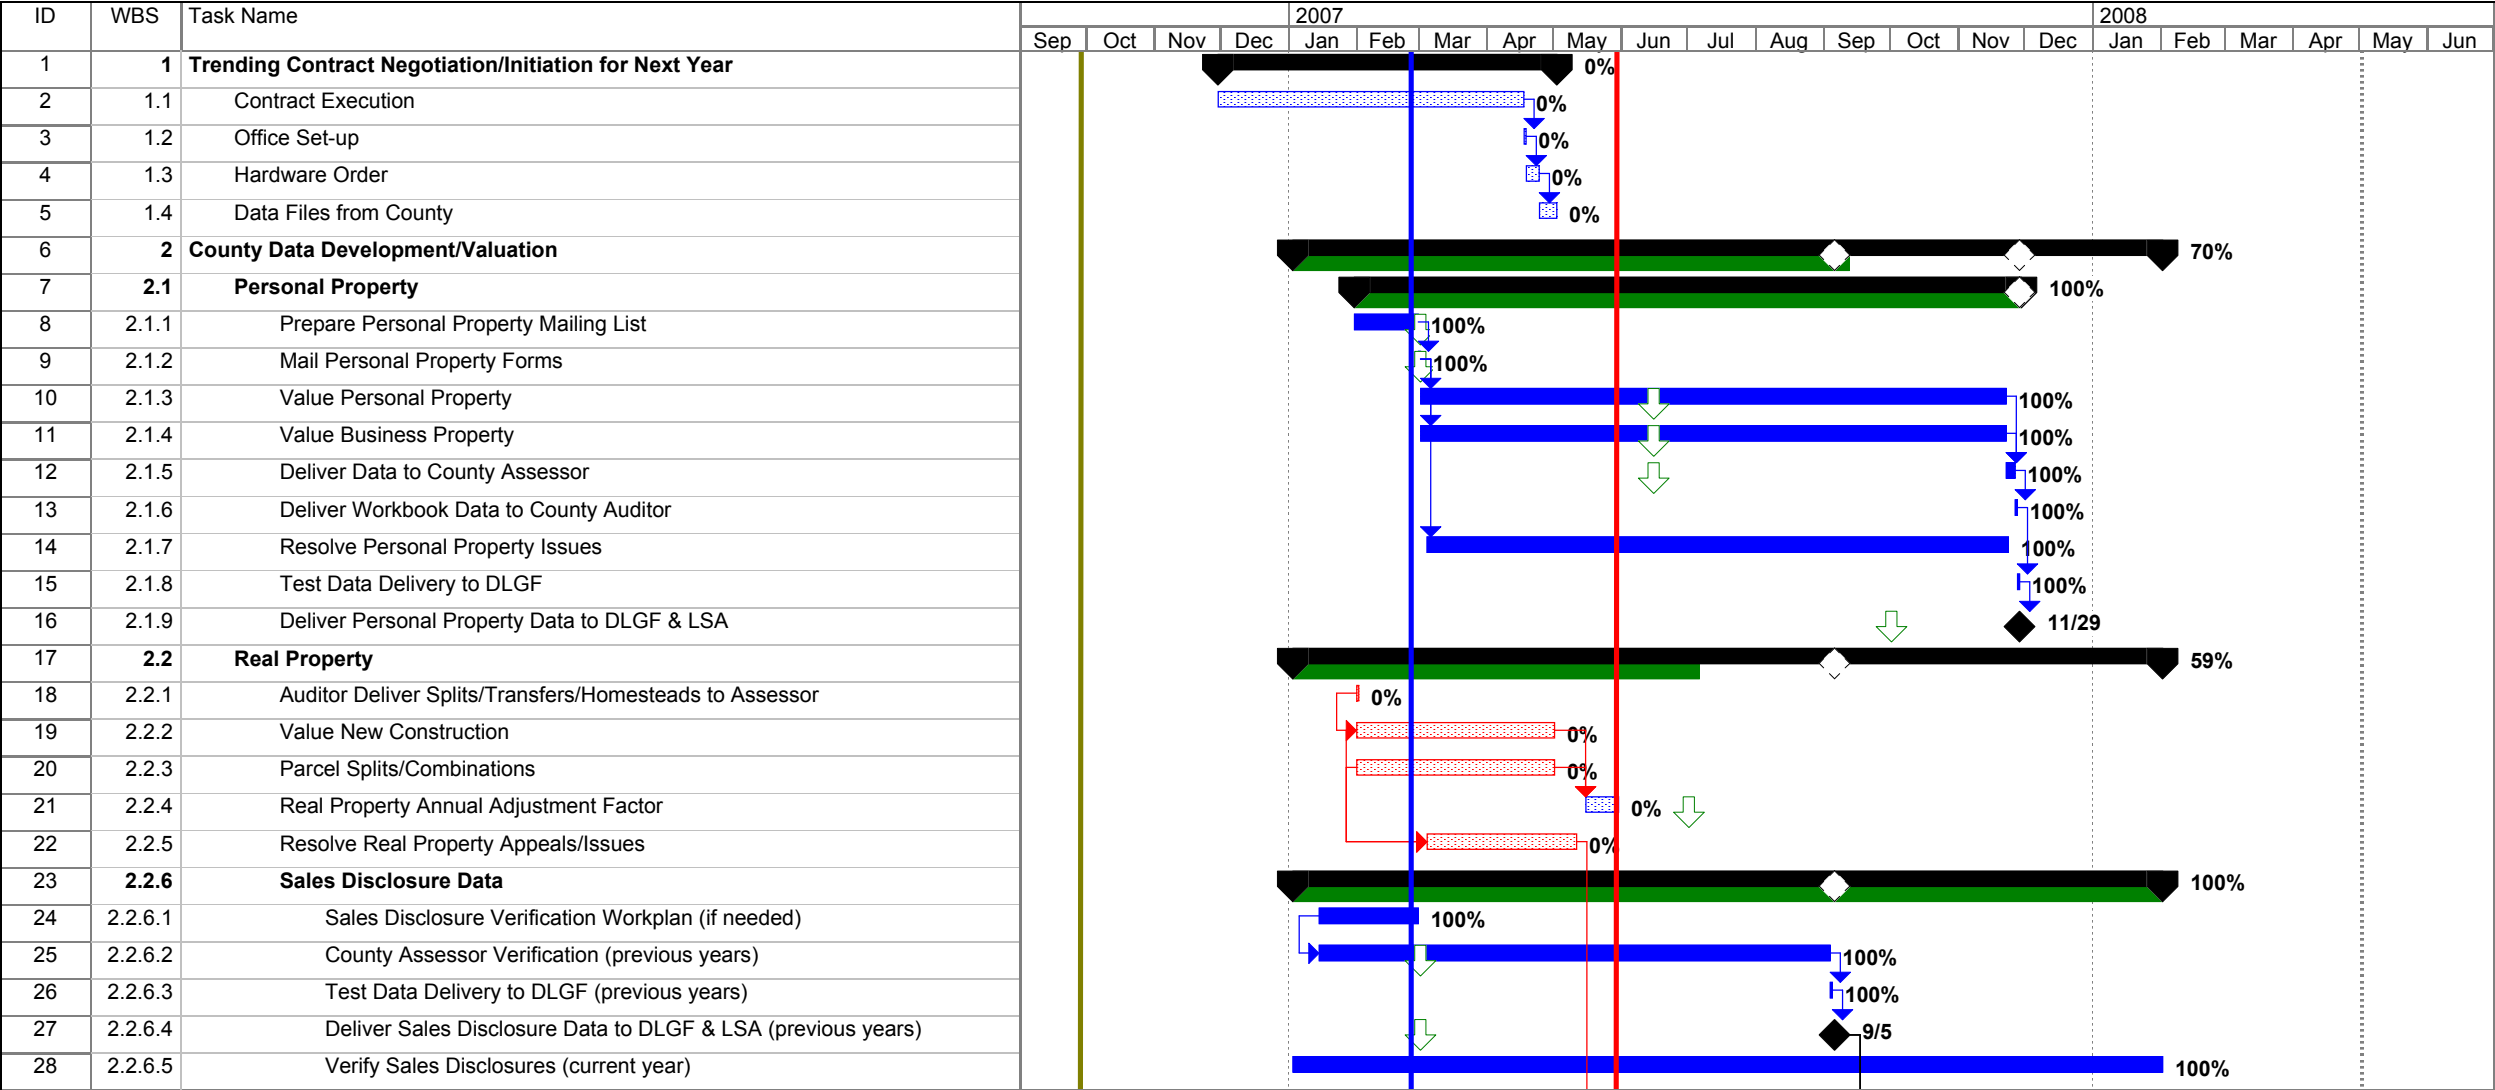 ID WBS Task Name 2007 2008
Sep Oct Nov Dec Jan Feb Mar Apr May Jun Jul Aug Sep Oct Nov Dec Jan Feb Mar Apr May Jun
1 1 Trending Contract Negotiation/Initiation for Next Year 0%
2 1.1 Contract Execution 0%
3 1.2 Office Set-up 0%
4 1.3 Hardware Order 0%
5 1.4 Data Files from County 0%
6 2 County Data Development/Valuation 70%
7 2.1 Personal Property 100%
8 2.1.1 Prepare Personal Property Mailing List 100%
9 2.1.2 Mail Personal Property Forms 100%
10 2.1.3 Value Personal Property 100%
11 2.1.4 Value Business Property 100%
12 2.1.5 Deliver Data to County Assessor 100%
13 2.1.6 Deliver Workbook Data to County Auditor 100%
14 2.1.7 Resolve Personal Property Issues 100%
15 2.1.8 Test Data Delivery to DLGF 100%
16 2.1.9 Deliver Personal Property Data to DLGF & LSA 11/29
17 2.2 Real Property 59%
18 2.2.1 Auditor Deliver Splits/Transfers/Homesteads to Assessor 0%
19 2.2.2 Value New Construction 0%
20 2.2.3 Parcel Splits/Combinations 0%
21 2.2.4 Real Property Annual Adjustment Factor 0%
22 2.2.5 Resolve Real Property Appeals/Issues 0%
23 2.2.6 Sales Disclosure Data 100%
24 2.2.6.1 Sales Disclosure Verification Workplan (if needed) 100%
25 2.2.6.2 County Assessor Verification (previous years) 100%
26 2.2.6.3 Test Data Delivery to DLGF (previous years) 100%
27 2.2.6.4 Deliver Sales Disclosure Data to DLGF & LSA (previous years) 9/5
28 2.2.6.5 Verify Sales Disclosures (current year) 100%